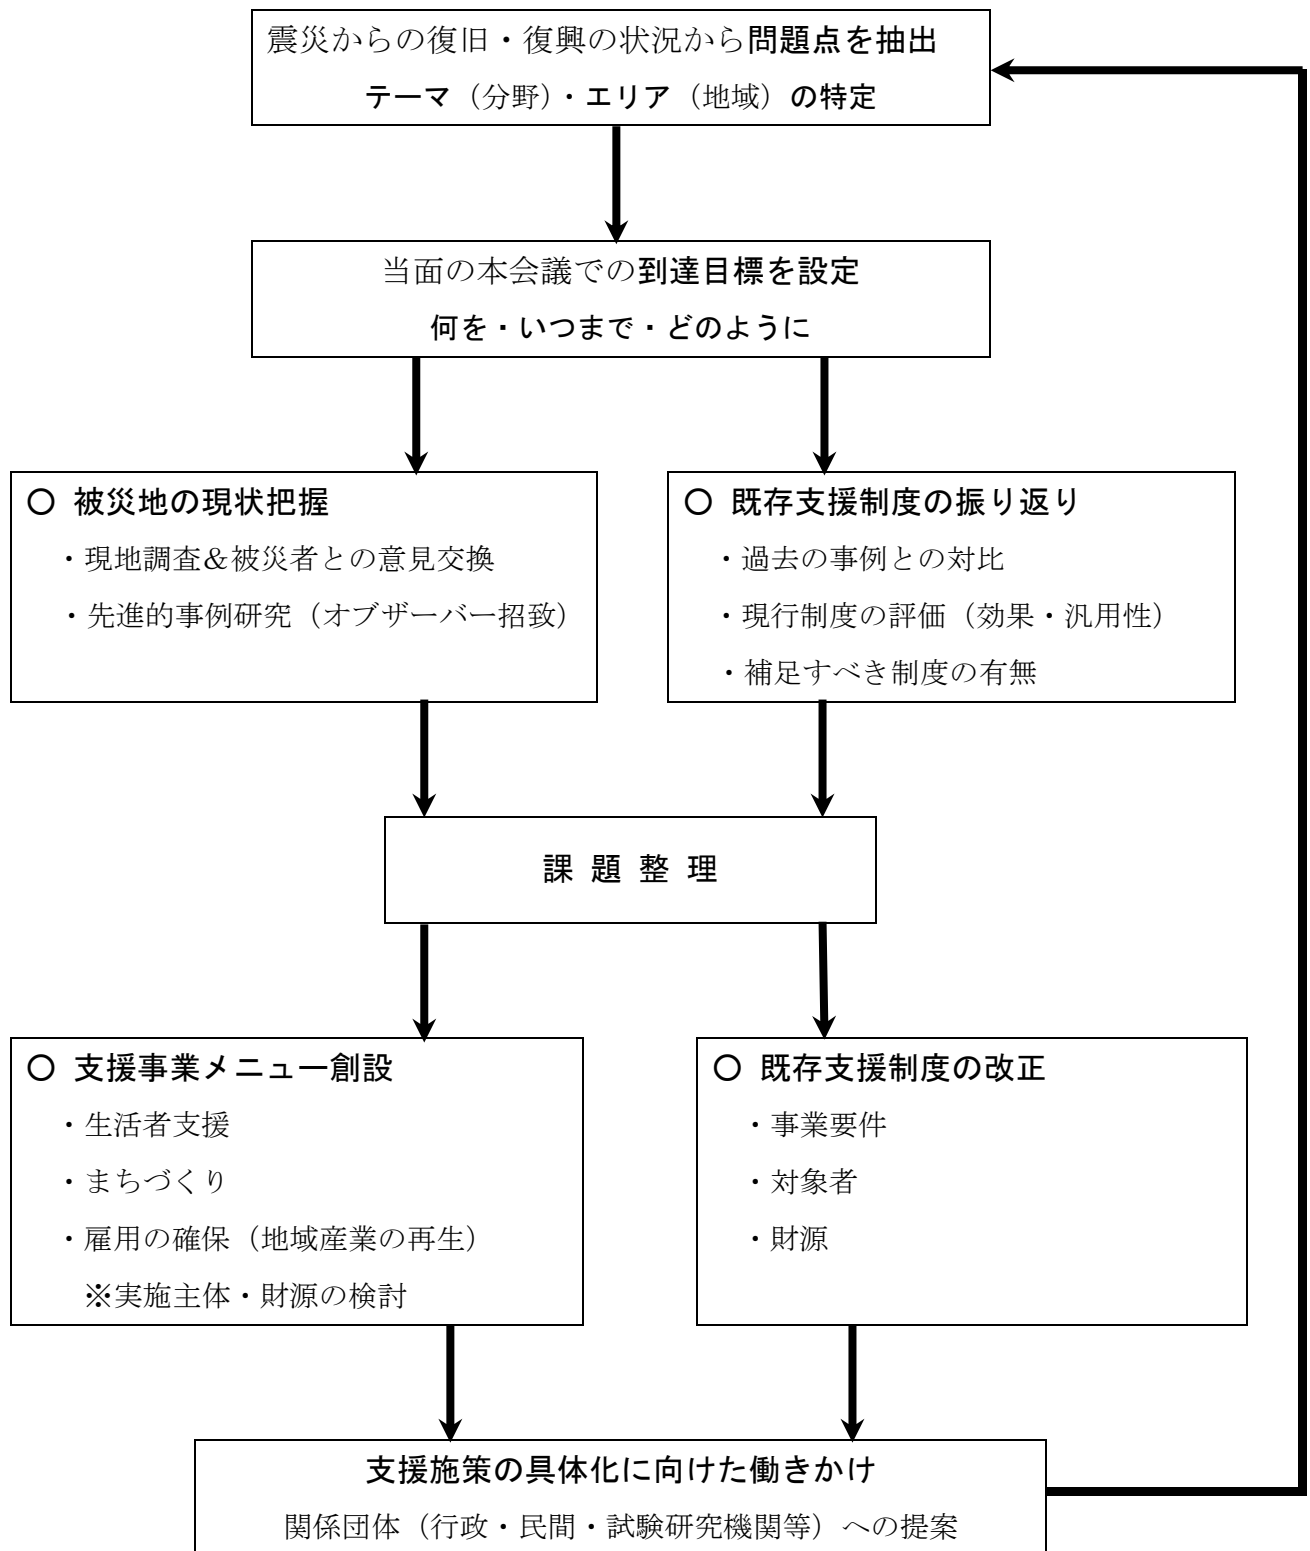 震災からの復旧・復興の状況から問題点を抽出
テーマ（分野）・エリア（地域）の特定
当面の本会議での到達目標を設定
何を・いつまで・どのように
○ 被災地の現状把握
・現地調査＆被災者との意見交換
・先進的事例研究（オブザーバー招致）
○ 既存支援制度の振り返り
・過去の事例との対比
・現行制度の評価（効果・汎用性）
・補足すべき制度の有無
課 題 整 理
○ 支援事業メニュー創設
・生活者支援
・まちづくり
・雇用の確保（地域産業の再生）
※実施主体・財源の検討
○ 既存支援制度の改正
・事業要件
・対象者
・財源
支援施策の具体化に向けた働きかけ
関係団体（行政・民間・試験研究機関等）への提案